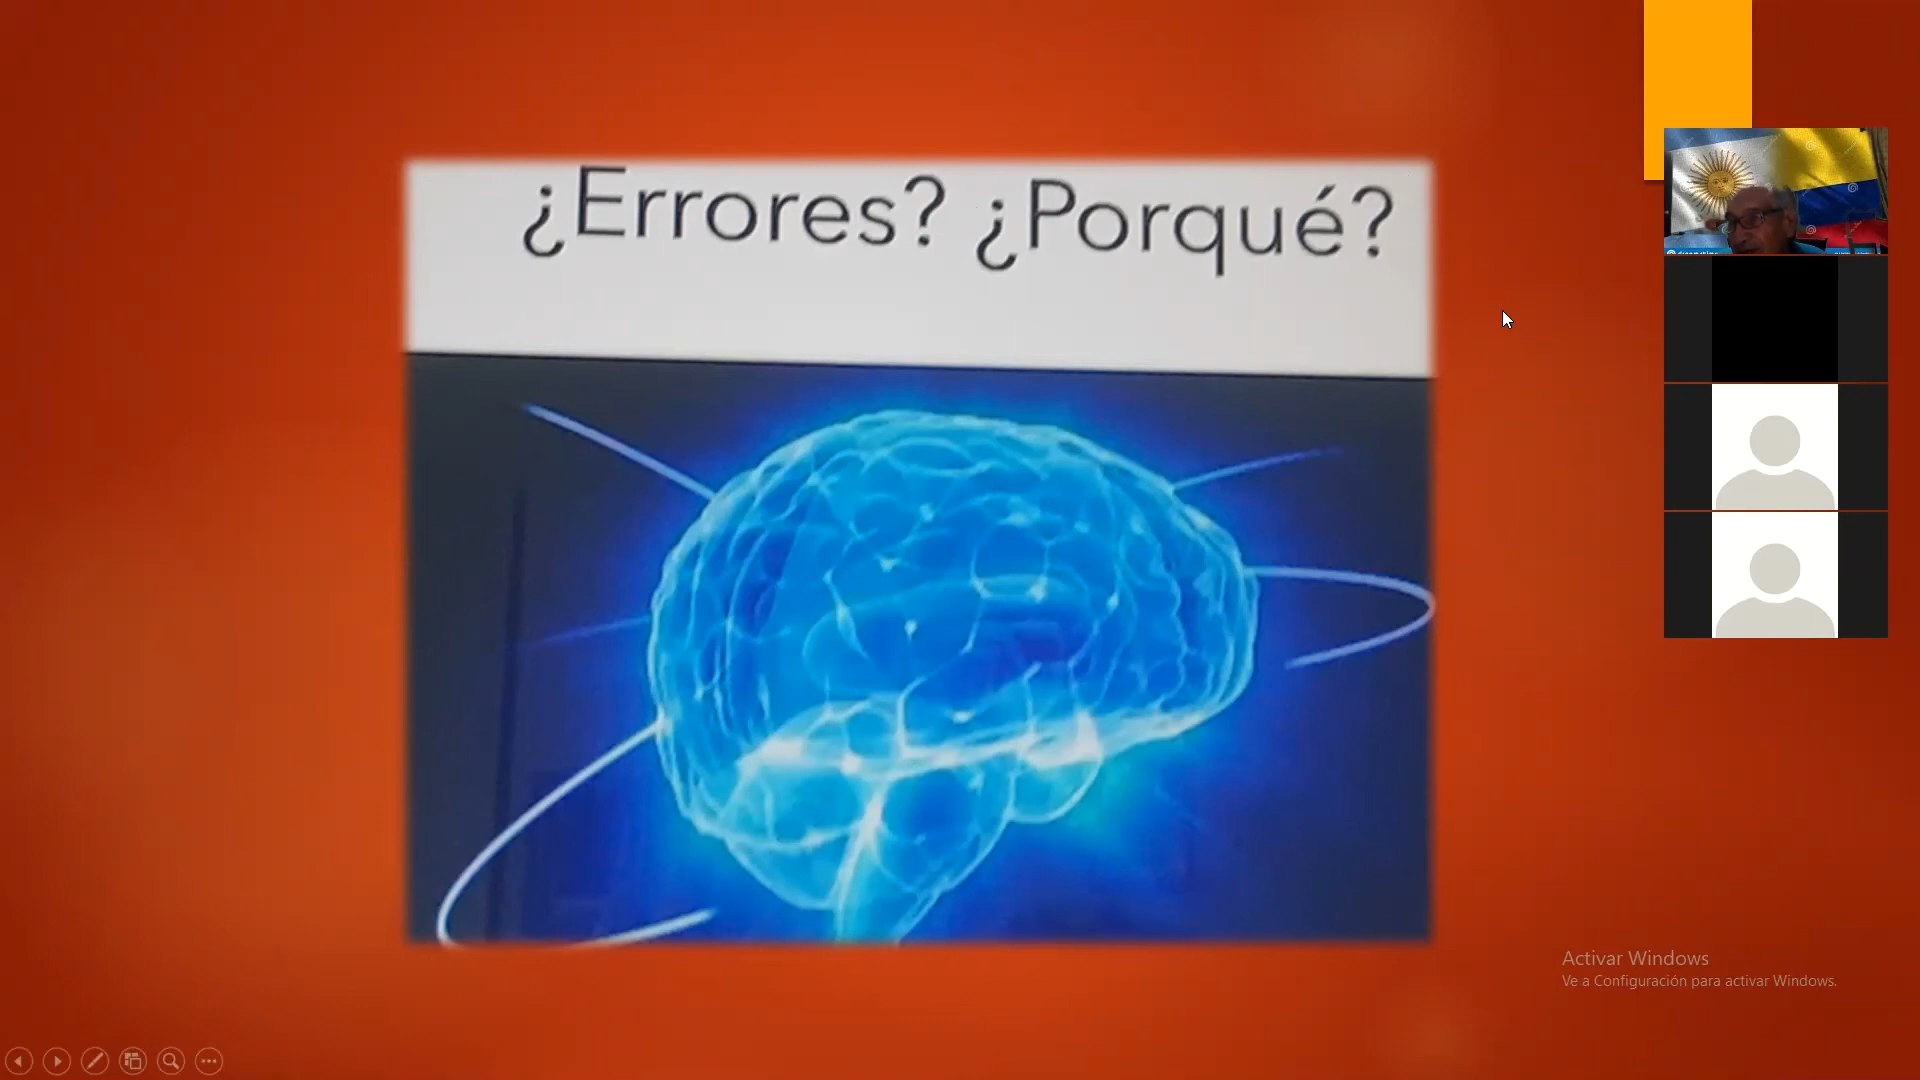 ¿Errores? ¿Porqué?
Activar Windows
Ve a Configuración para activar Windows.